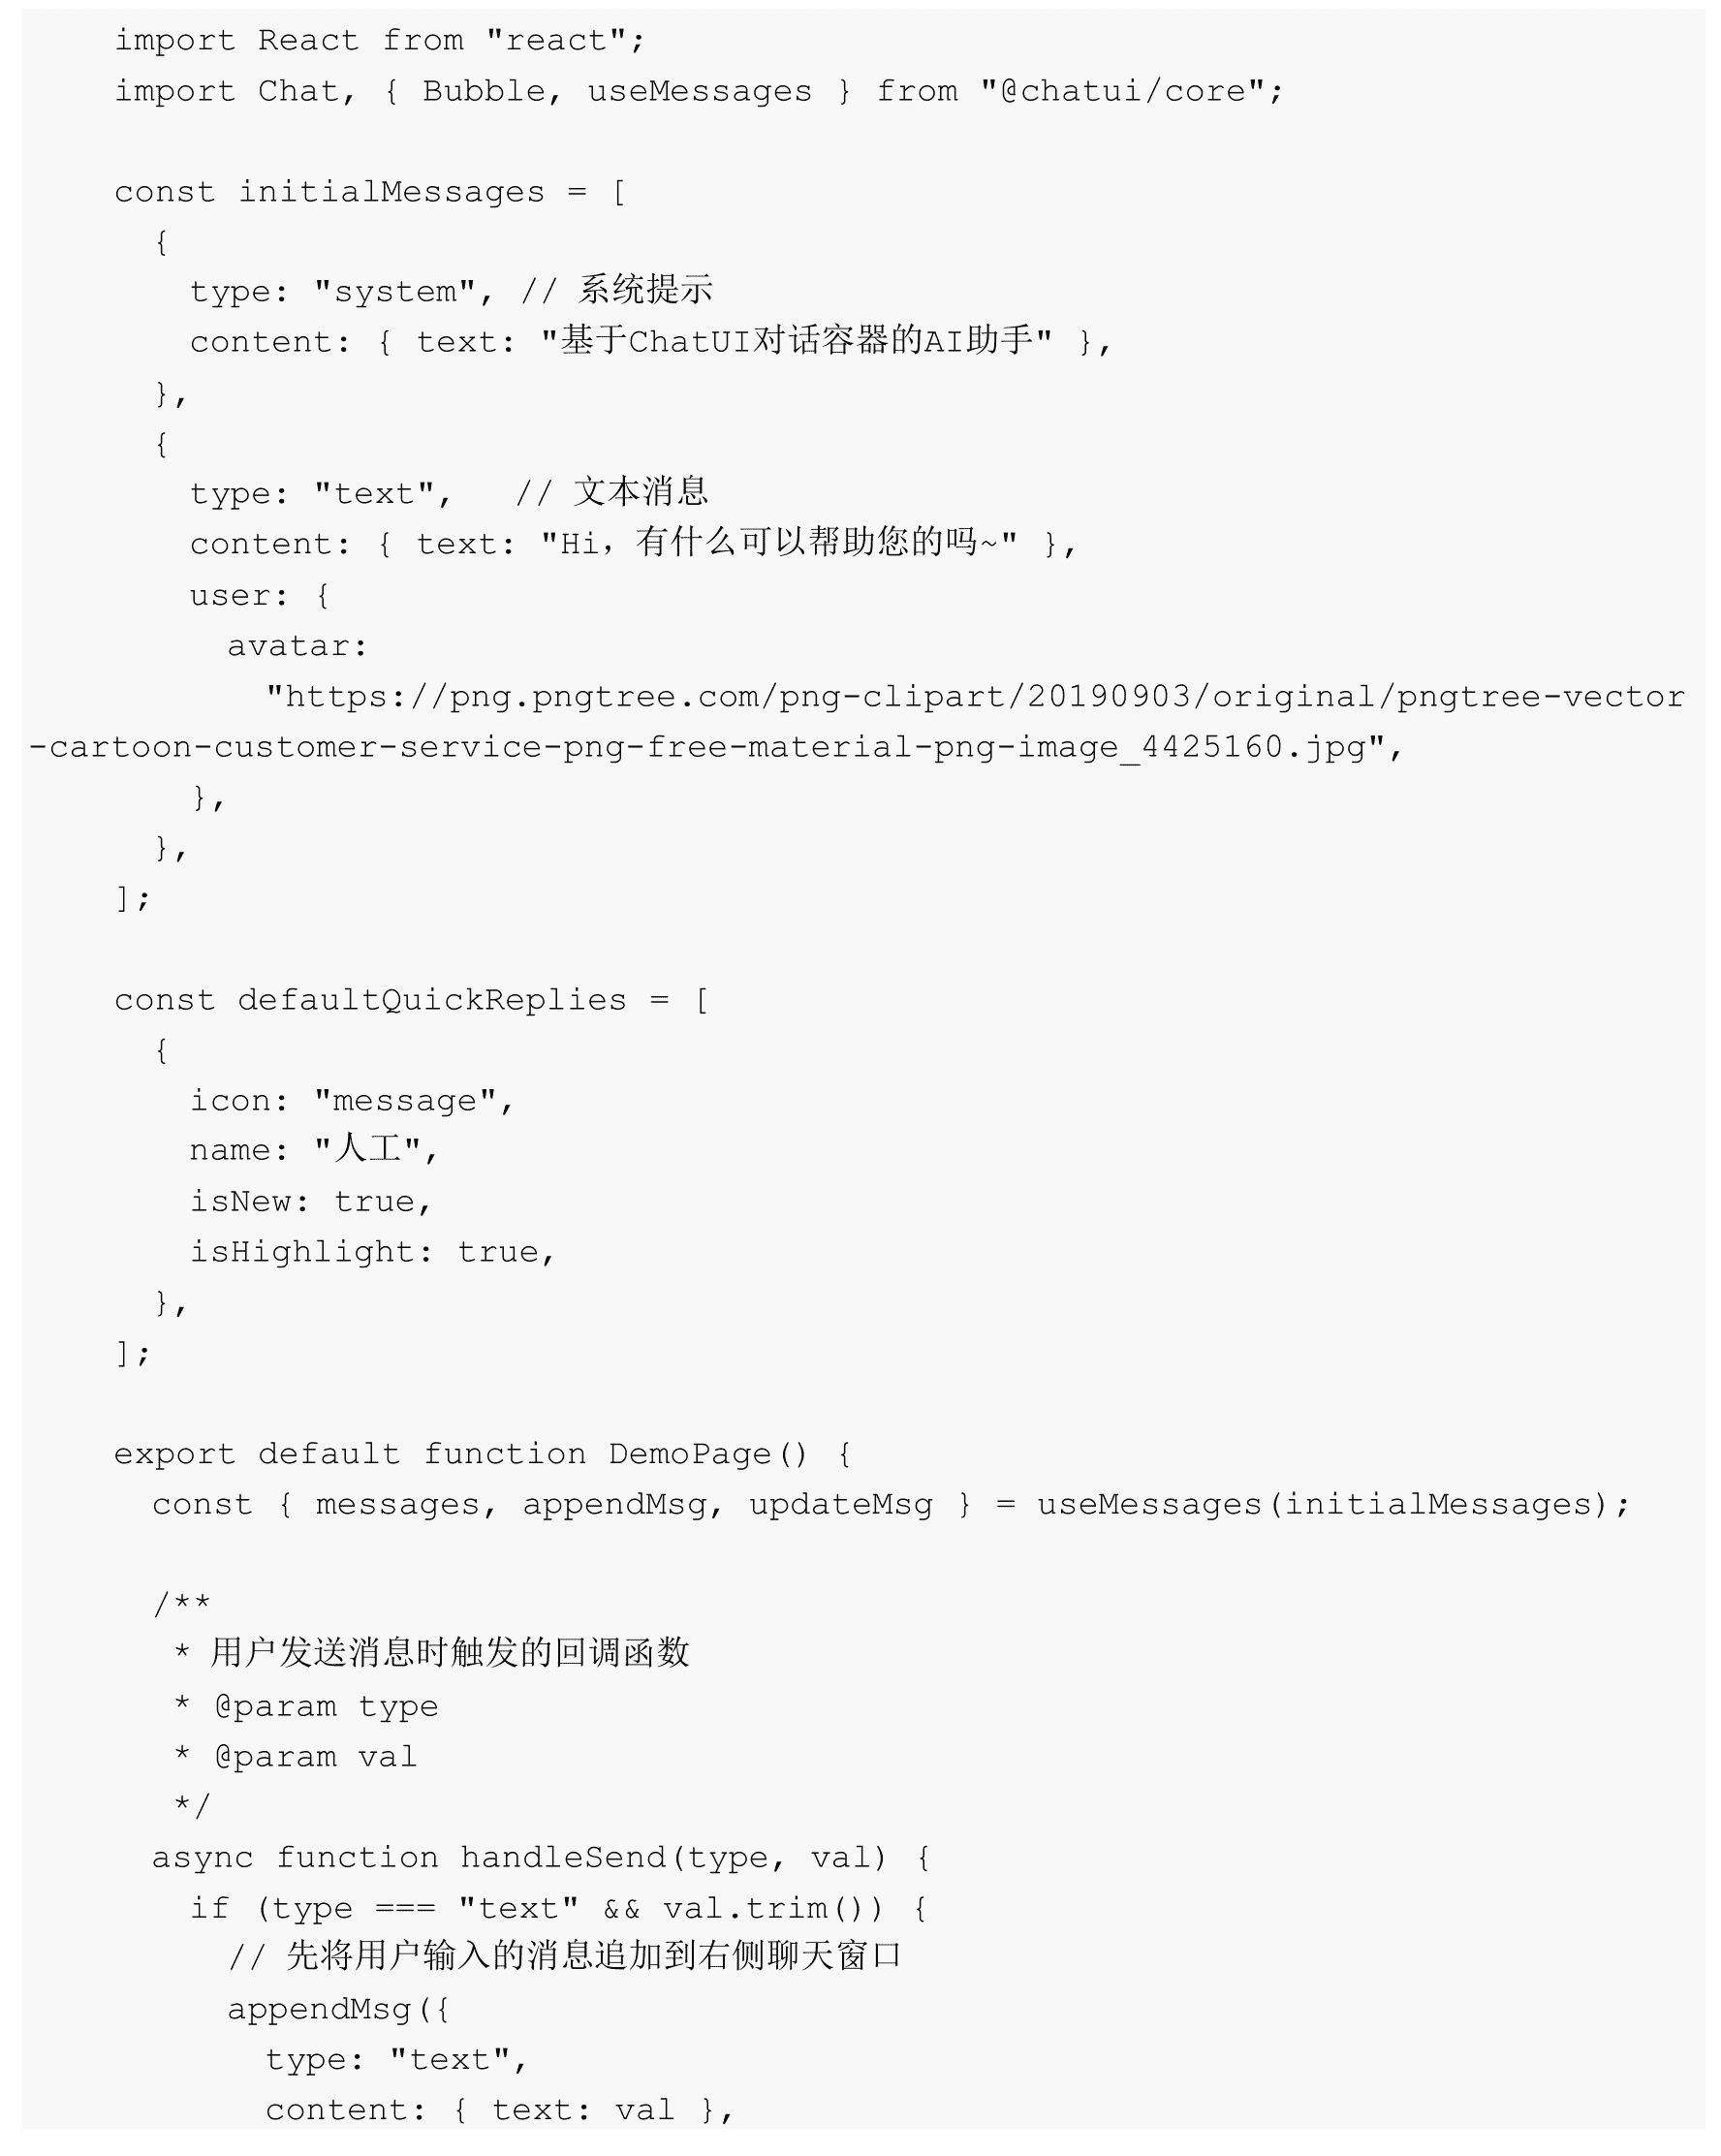 import React from "react";
import Chat, { Bubble, useMessages } from "@chatui/core";

const initialMessages = [
  {
    type: "system", // 系统提示
    content: { text: "基于ChatUI对话容器的AI助手" },
  },
  {
    type: "text",   // 文本消息
    content: { text: "Hi，有什么可以帮助您的吗~" },
    user: {
      avatar:
        "https://png.pngtree.com/png-clipart/20190903/original/pngtree-vector
-cartoon-customer-service-png-free-material-png-image_4425160.jpg",
    },
  },
];

const defaultQuickReplies = [
  {
    icon: "message",
    name: "人工",
    isNew: true,
    isHighlight: true,
  },
];

export default function DemoPage() {
  const { messages, appendMsg, updateMsg } = useMessages(initialMessages);

  /**
   * 用户发送消息时触发的回调函数
   * @param type
   * @param val
   */
  async function handleSend(type, val) {
    if (type === "text" && val.trim()) {
      // 先将用户输入的消息追加到右侧聊天窗口
      appendMsg({
        type: "text",
        content: { text: val },